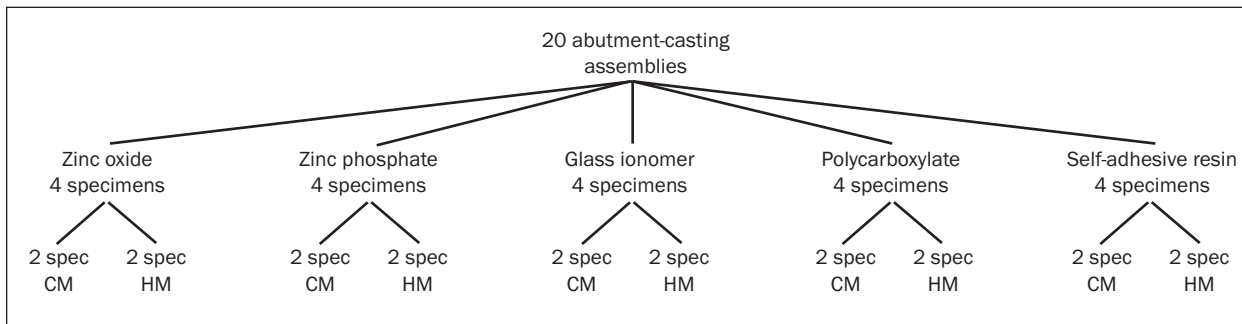 20 abutment-casting
assemblies
Zinc oxide
4 specimens
Zinc phosphate
4 specimens
Glass ionomer
4 specimens
Polycarboxylate
4 specimens
Self-adhesive resin
4 specimens
2 spec
CM
2 spec
HM
2 spec
CM
2 spec
HM
2 spec
CM
2 spec
HM
2 spec
CM
2 spec
HM
2 spec
CM
2 spec
HM